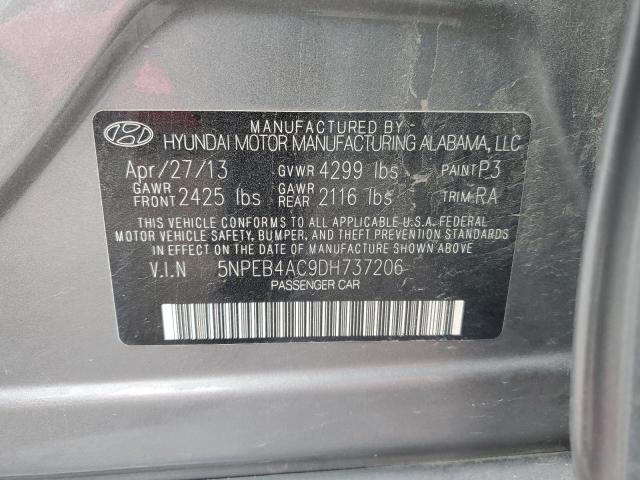 MANUFACTURED BY
HYUNDAI MOTOR MANUFACTURING ALABAMA, LLC
Apr/27/13 GVWR 4299 lbs PAINT P3
GAWR FRONT 2425 lbs GAWR REAR 2116 lbs TRIM RA
THIS VEHICLE CONFORMS TO ALL APPLICABLE U.S.A. FEDERAL
MOTOR VEHICLE SAFETY, BUMPER, AND THEFT PREVENTION STANDARDS
IN EFFECT ON THE DATE OF MANUFACTURE SHOWN ABOVE.
V.I.N 5NPEB4AC9DH737206
PASSENGER CAR